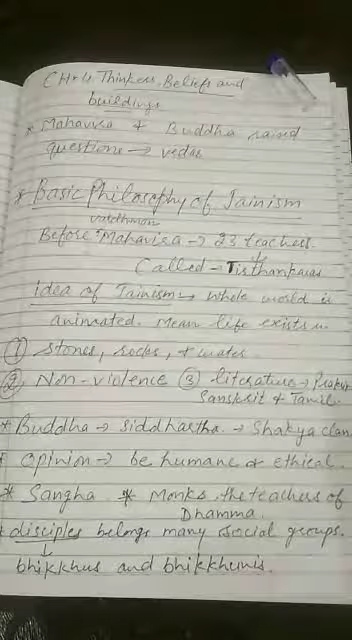 CH-4 Thinkers, Beliefs and
buildings
* Mahavira & Buddha raised
questions → vedas
* Basic Philosophy of Jainism
vardhman
Before Mahavira → 23 teachers.
Called → Tirthankaras
idea of Jainism → whole world is
animated. Mean life exists in
① stones, rocks, & water
② Non-violence ③ literature →
Sanskrit & Tamil.
* Buddha → siddhartha → Shakya clan
* Opinion → be humane & ethical.
* Sangha * Monks, the teachers of
Dhamma.
* disciples belongs many social groups.
↓
bhikkhus and bhikkhunis.